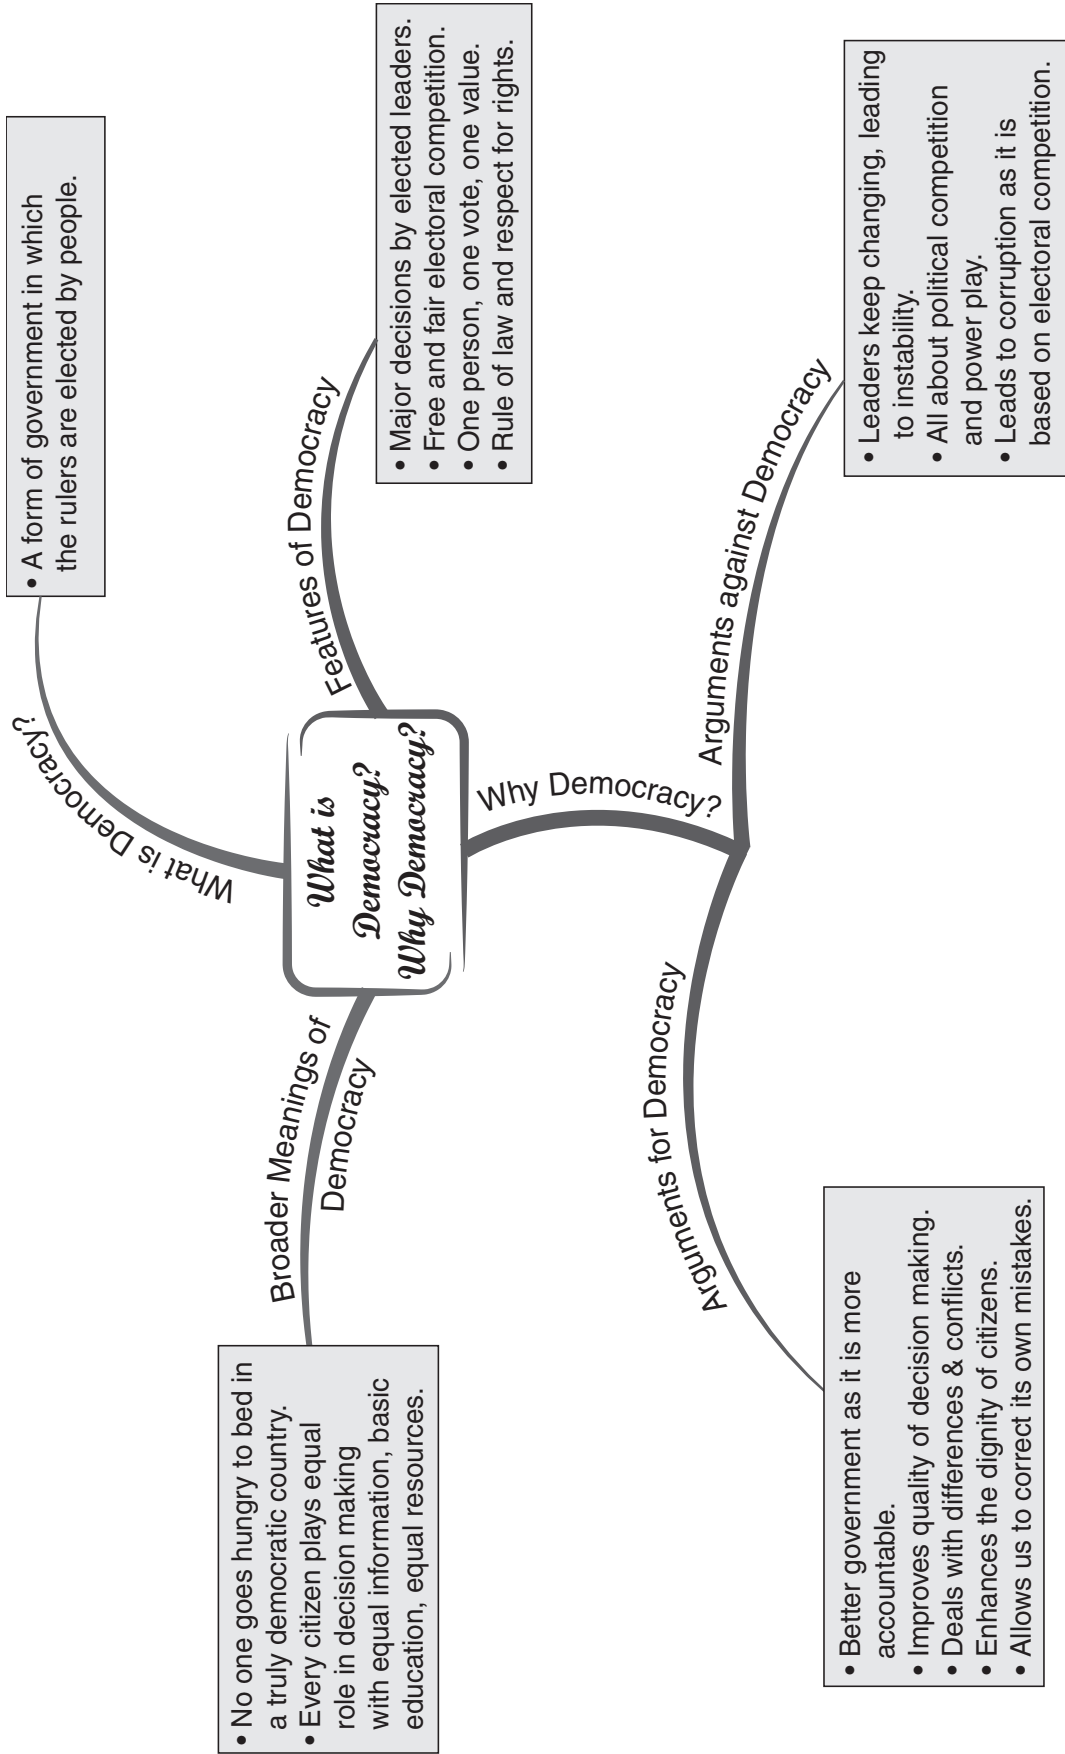 What is
Democracy?
Why Democracy?
What is Democracy?
• A form of government in which
the rulers are elected by people.
Features of Democracy
• Major decisions by elected leaders.
• Free and fair electoral competition.
• One person, one vote, one value.
• Rule of law and respect for rights.
Broader Meanings of
Democracy
• No one goes hungry to bed in
a truly democratic country.
• Every citizen plays equal
role in decision making
with equal information, basic
education, equal resources.
Why Democracy?
Arguments for Democracy
• Better government as it is more
accountable.
• Improves quality of decision making.
• Deals with differences & conflicts.
• Enhances the dignity of citizens.
• Allows us to correct its own mistakes.
Arguments against Democracy
• Leaders keep changing, leading
to instability.
• All about political competition
and power play.
• Leads to corruption as it is
based on electoral competition.